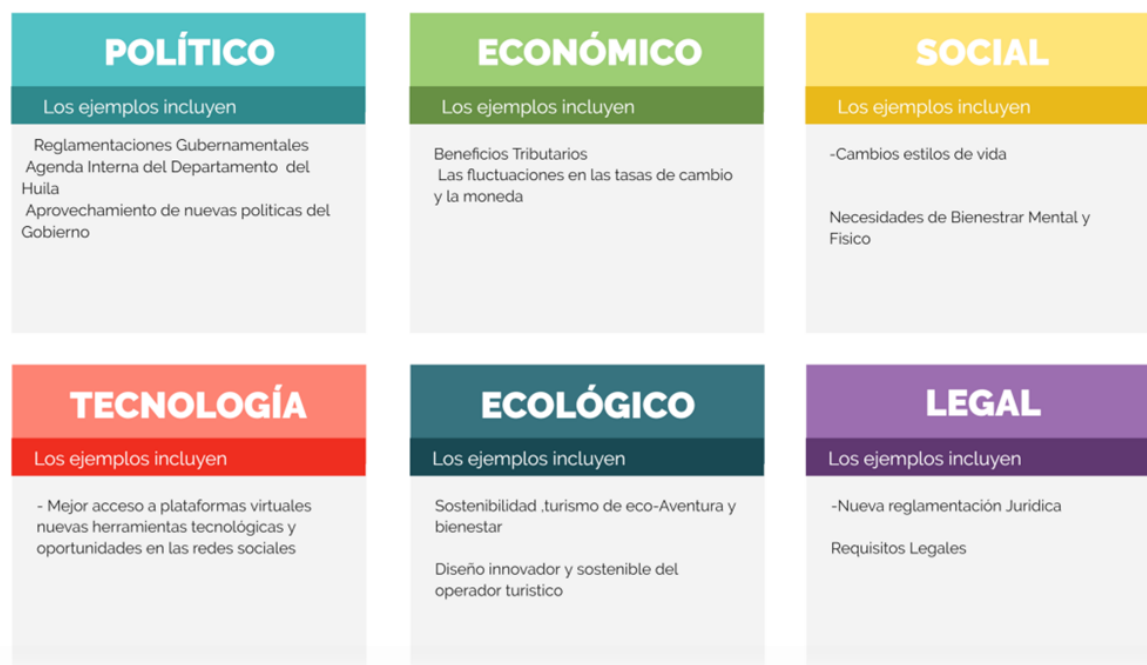 POLÍTICO
Los ejemplos incluyen
Reglamentaciones Gubernamentales
Agenda Interna del Departamento del
Huila
Aprovechamiento de nuevas politicas del
Gobierno
ECONÓMICO
Los ejemplos incluyen
Beneficios Tributarios
Las fluctuaciones en las tasas de cambio
y la moneda
SOCIAL
Los ejemplos incluyen
-Cambios estilos de vida
Necesidades de Bienestrar Mental y
Fisico
TECNOLOGÍA
Los ejemplos incluyen
- Mejor acceso a plataformas virtuales
nuevas herramientas tecnológicas y
oportunidades en las redes sociales
ECOLÓGICO
Los ejemplos incluyen
Sostenibilidad ,turismo de eco-Aventura y
bienestar
Diseño innovador y sostenible del
operador turistico
LEGAL
Los ejemplos incluyen
-Nueva reglamentación Juridica
Requisitos Legales